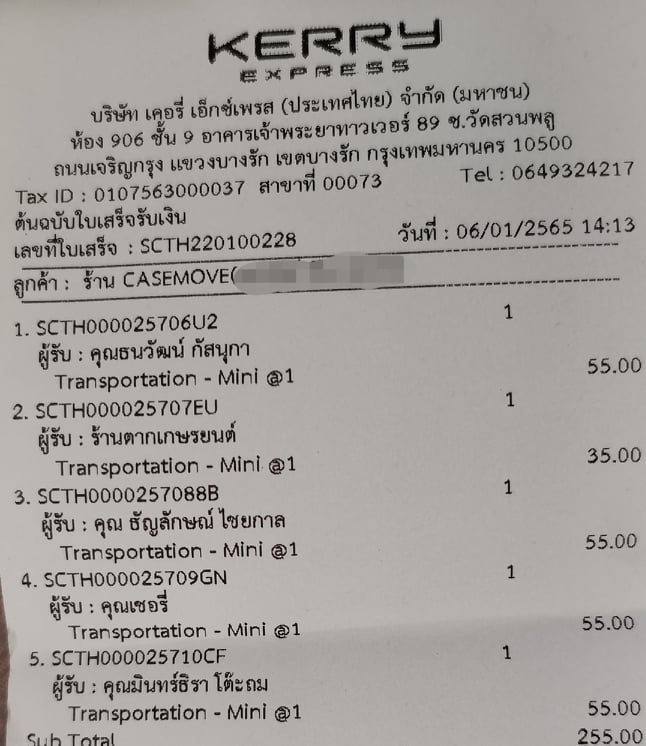 KERRY
EXPRESS
บริษัท เคอรี่ เอ็กซ์เพรส (ประเทศไทย) จำกัด (มหาชน)
ห้อง 906 ชั้น 9 อาคารเจ้าพระยาทาวเวอร์ 89 ซ.วัดสวนพลู
ถนนเจริญกรุง แขวงบางรัก เขตบางรัก กรุงเทพมหานคร 10500
Tax ID : 0107563000037 สาขาที่ 00073 Tel : 0649324217
ต้นฉบับใบเสร็จรับเงิน
เลขที่ใบเสร็จ : SCTH220100228 วันที่ : 06/01/2565 14:13
ลูกค้า : ร้าน CASEMOVE(
1. SCTH000025706U2 1
ผู้รับ : คุณธนวัฒน์ กัสนุกา
Transportation - Mini @1 55.00
2. SCTH000025707EU 1
ผู้รับ : ร้านตากเกษรยนต์
Transportation - Mini @1 35.00
3. SCTH0000257088B 1
ผู้รับ : คุณ ธัญลักษณ์ ไชยกาล
Transportation - Mini @1 55.00
4. SCTH000025709GN 1
ผู้รับ : คุณเชอรี่
Transportation - Mini @1 55.00
5. SCTH000025710CF 1
ผู้รับ : คุณมินทร์ธิรา โต๊ะถม
Transportation - Mini @1 55.00
Sub Total 255.00